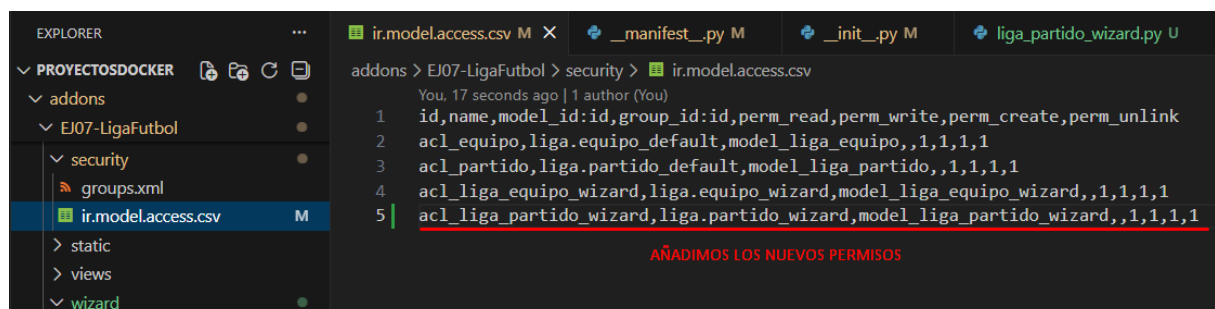 EXPLORER
PROYECTOSDOCKER
addons
EJ07-LigaFutbol
security
groups.xml
ir.model.access.csv M
static
views
wizard
ir.model.access.csv M
__manifest__.py M
__init__.py M
liga_partido_wizard.py U
addons > EJ07-LigaFutbol > security > ir.model.access.csv
You, 17 seconds ago | 1 author (You)
1 id,name,model_id:id,group_id:id,perm_read,perm_write,perm_create,perm_unlink
2 acl_equipo,liga.equipo_default,model_liga_equipo,,1,1,1,1
3 acl_partido,liga.partido_default,model_liga_partido,,1,1,1,1
4 acl_liga_equipo_wizard,liga.equipo_wizard,model_liga_equipo_wizard,,1,1,1,1
5 acl_liga_partido_wizard,liga.partido_wizard,model_liga_partido_wizard,,1,1,1,1
AÑADIMOS LOS NUEVOS PERMISOS